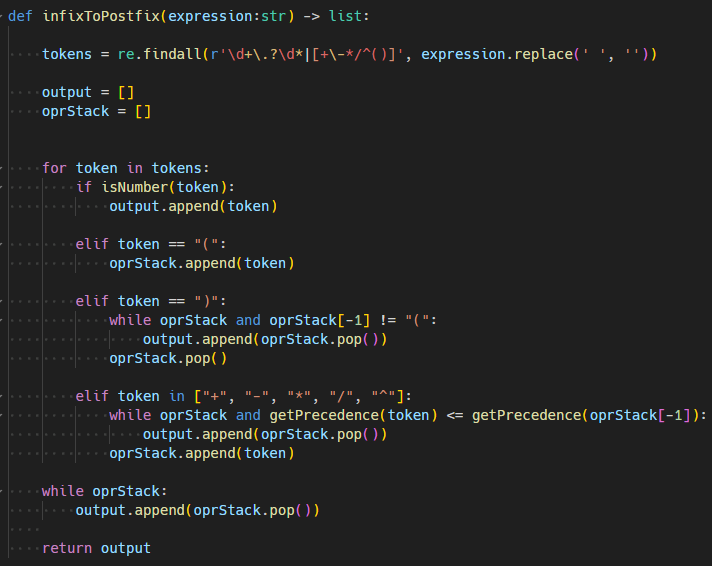 def infixToPostfix(expression:str) -> list:
    tokens = re.findall(r'\d+\.?\d*|[+\-*/^()]', expression.replace(' ', ''))
    output = []
    oprStack = []
    for token in tokens:
        if isNumber(token):
            output.append(token)
        elif token == "(":
            oprStack.append(token)
        elif token == ")":
            while oprStack and oprStack[-1] != "(":
                output.append(oprStack.pop())
            oprStack.pop()
        elif token in ["+", "-", "*", "/", "^"]:
            while oprStack and getPrecedence(token) <= getPrecedence(oprStack[-1]):
                output.append(oprStack.pop())
            oprStack.append(token)
    while oprStack:
        output.append(oprStack.pop())
    return output